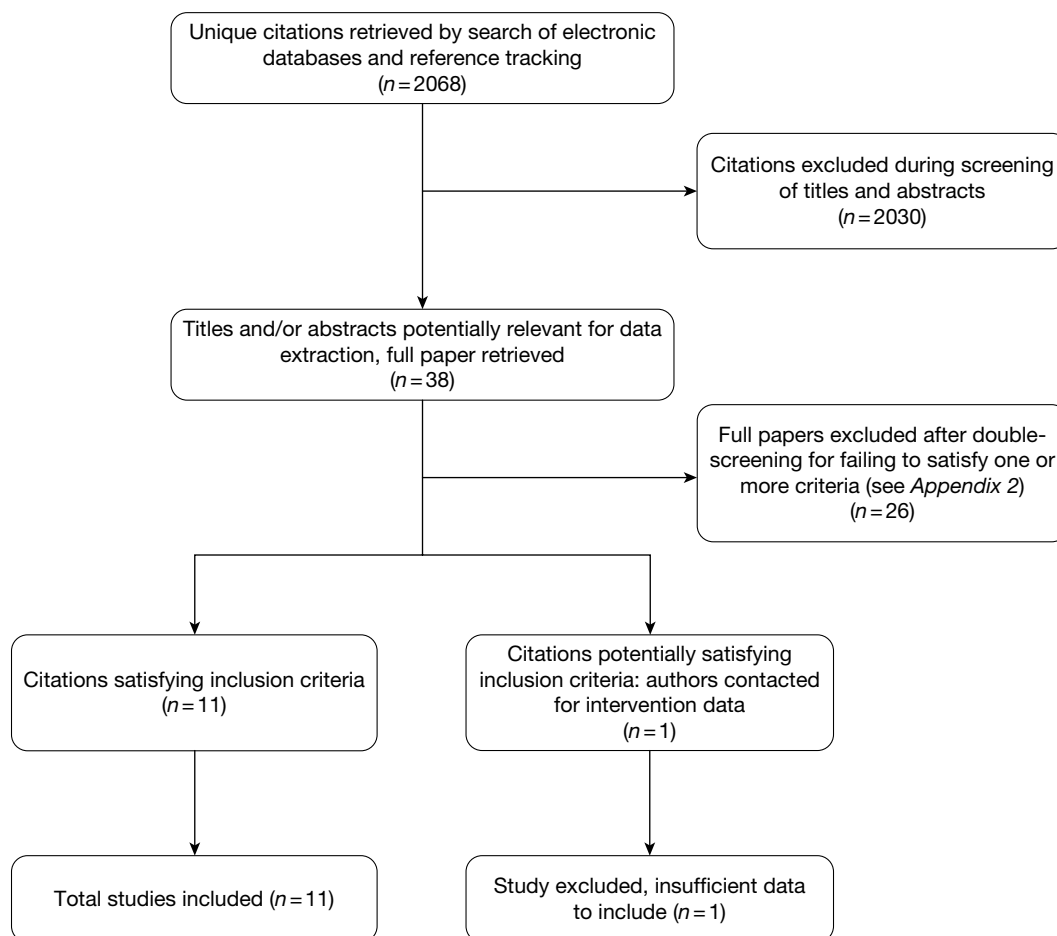 Unique citations retrieved by search of electronic
databases and reference tracking
(n=2068)
Citations excluded during screening
of titles and abstracts
(n=2030)
Titles and/or abstracts potentially relevant for data
extraction, full paper retrieved
(n=38)
Full papers excluded after double-
screening for failing to satisfy one or
more criteria (see Appendix 2)
(n=26)
Citations satisfying inclusion criteria
(n=11)
Citations potentially satisfying
inclusion criteria: authors contacted
for intervention data
(n=1)
Total studies included (n=11)
Study excluded, insufficient data
to include (n=1)